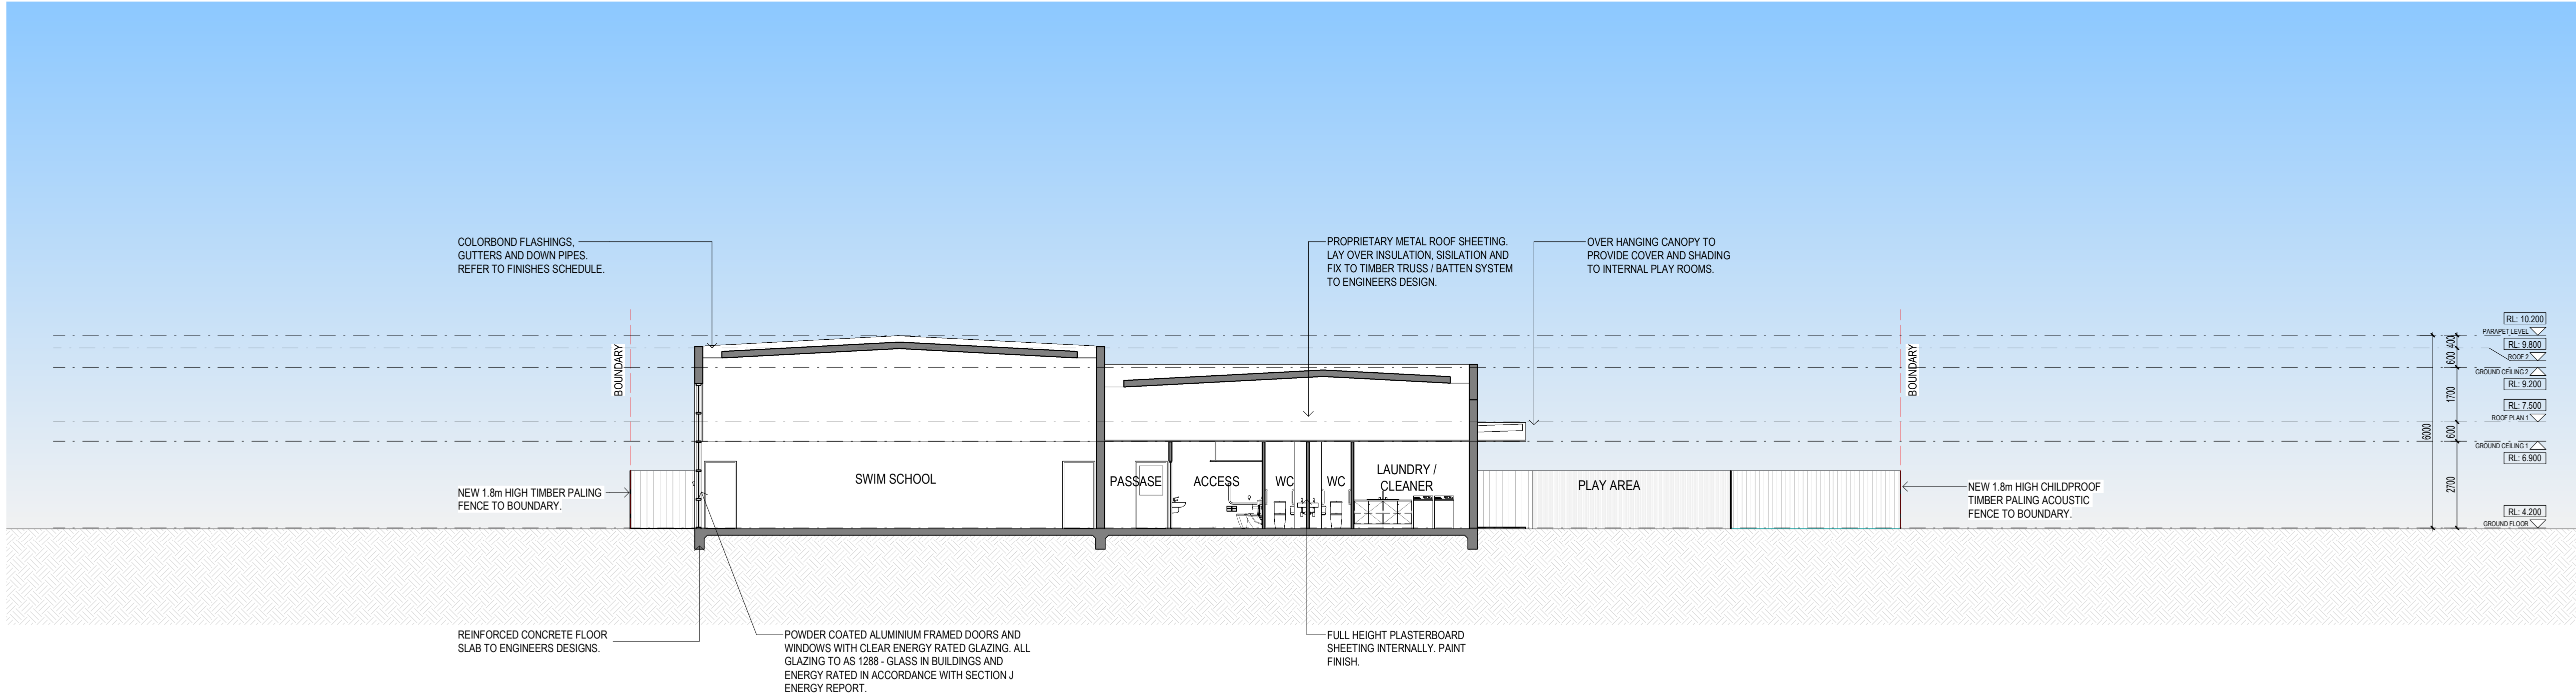 COLORBOND FLASHINGS,
GUTTERS AND DOWN PIPES.
REFER TO FINISHES SCHEDULE.
PROPRIETARY METAL ROOF SHEETING.
LAY OVER INSULATION, SISILATION AND
FIX TO TIMBER TRUSS / BATTEN SYSTEM
TO ENGINEERS DESIGN.
OVER HANGING CANOPY TO
PROVIDE COVER AND SHADING
TO INTERNAL PLAY ROOMS.
BOUNDARY
BOUNDARY
RL: 10.200
PARAPET LEVEL
400
RL: 9.800
ROOF 2
600
GROUND CEILING 2
RL: 9.200
1700
RL: 7.500
ROOF PLAN 1
6000
600
GROUND CEILING 1
RL: 6.900
2700
RL: 4.200
GROUND FLOOR
SWIM SCHOOL
PASSASE
ACCESS
WC
WC
LAUNDRY /
CLEANER
PLAY AREA
NEW 1.8m HIGH TIMBER PALING
FENCE TO BOUNDARY.
NEW 1.8m HIGH CHILDPROOF
TIMBER PALING ACOUSTIC
FENCE TO BOUNDARY.
REINFORCED CONCRETE FLOOR
SLAB TO ENGINEERS DESIGNS.
POWDER COATED ALUMINIUM FRAMED DOORS AND
WINDOWS WITH CLEAR ENERGY RATED GLAZING. ALL
GLAZING TO AS 1288 - GLASS IN BUILDINGS AND
ENERGY RATED IN ACCORDANCE WITH SECTION J
ENERGY REPORT.
FULL HEIGHT PLASTERBOARD
SHEETING INTERNALLY. PAINT
FINISH.